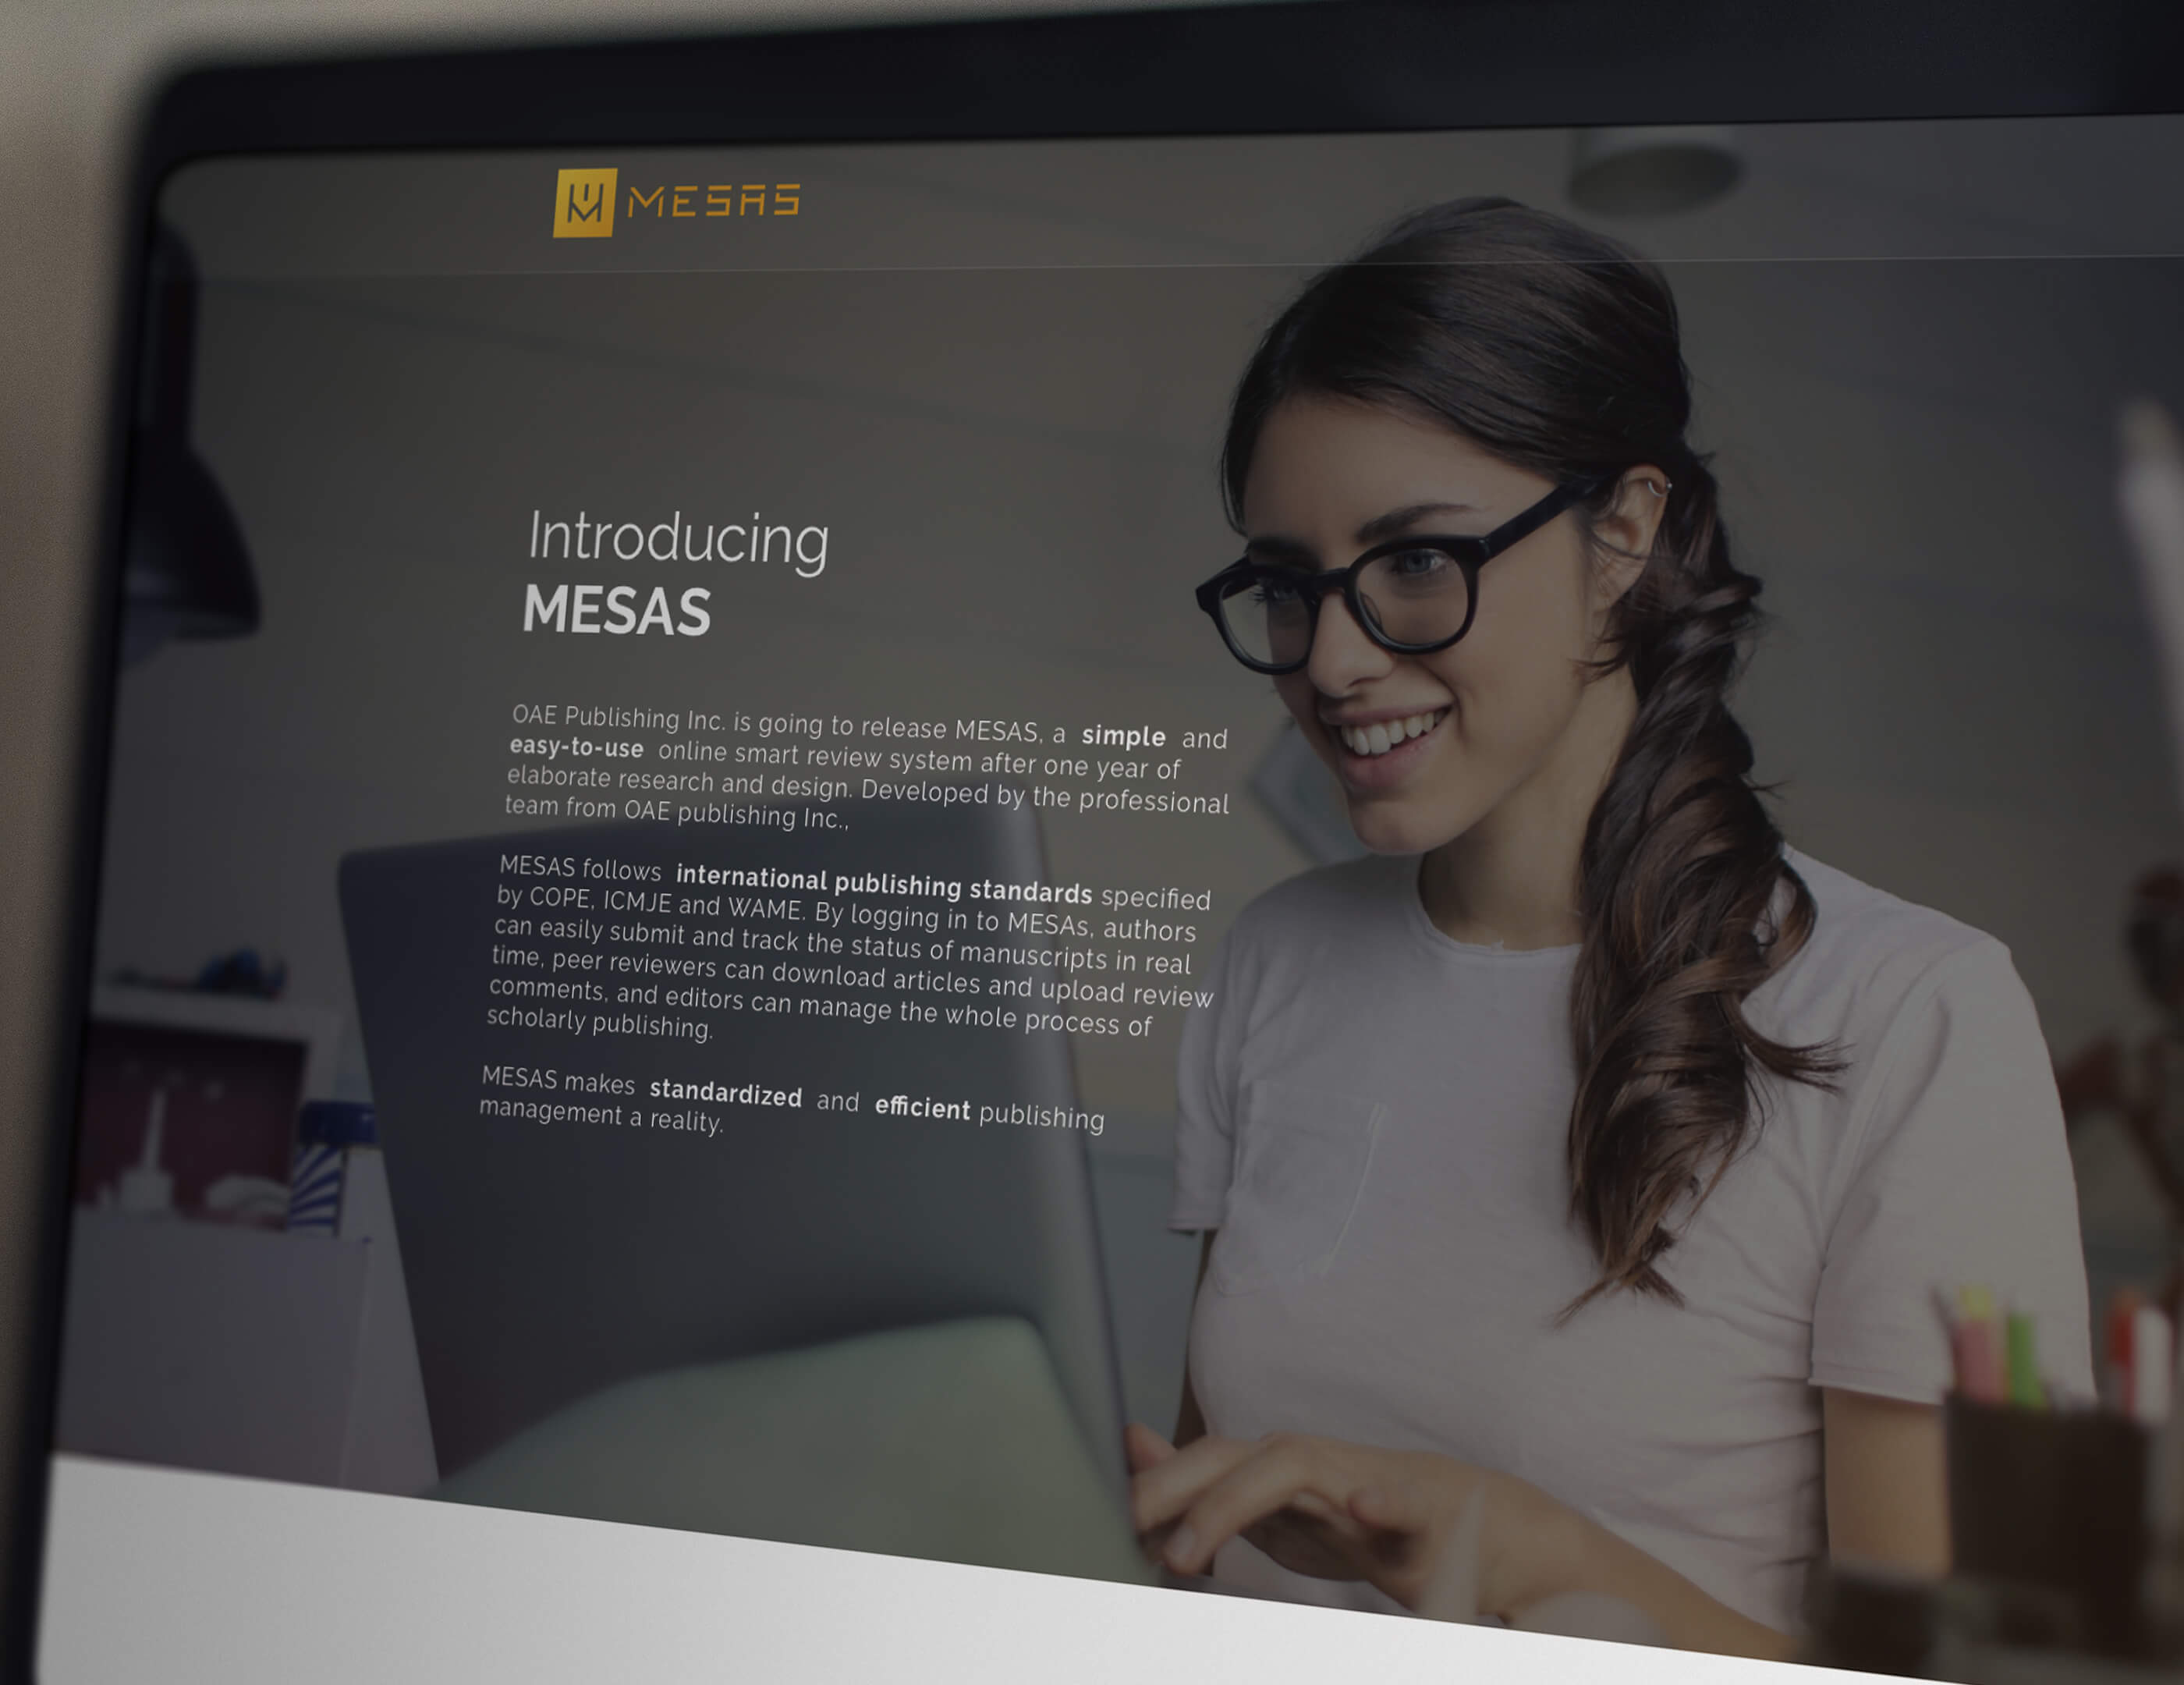 MESAS
Introducing
MESAS
OAE Publishing Inc. is going to release MESAS, a simple and
easy-to-use online smart review system after one year of
elaborate research and design. Developed by the professional
team from OAE publishing Inc.,
MESAS follows international publishing standards specified
by COPE, ICMJE and WAME. By logging in to MESAs, authors
can easily submit and track the status of manuscripts in real
time, peer reviewers can download articles and upload review
comments, and editors can manage the whole process of
scholarly publishing.
MESAS makes standardized and efficient publishing
management a reality.